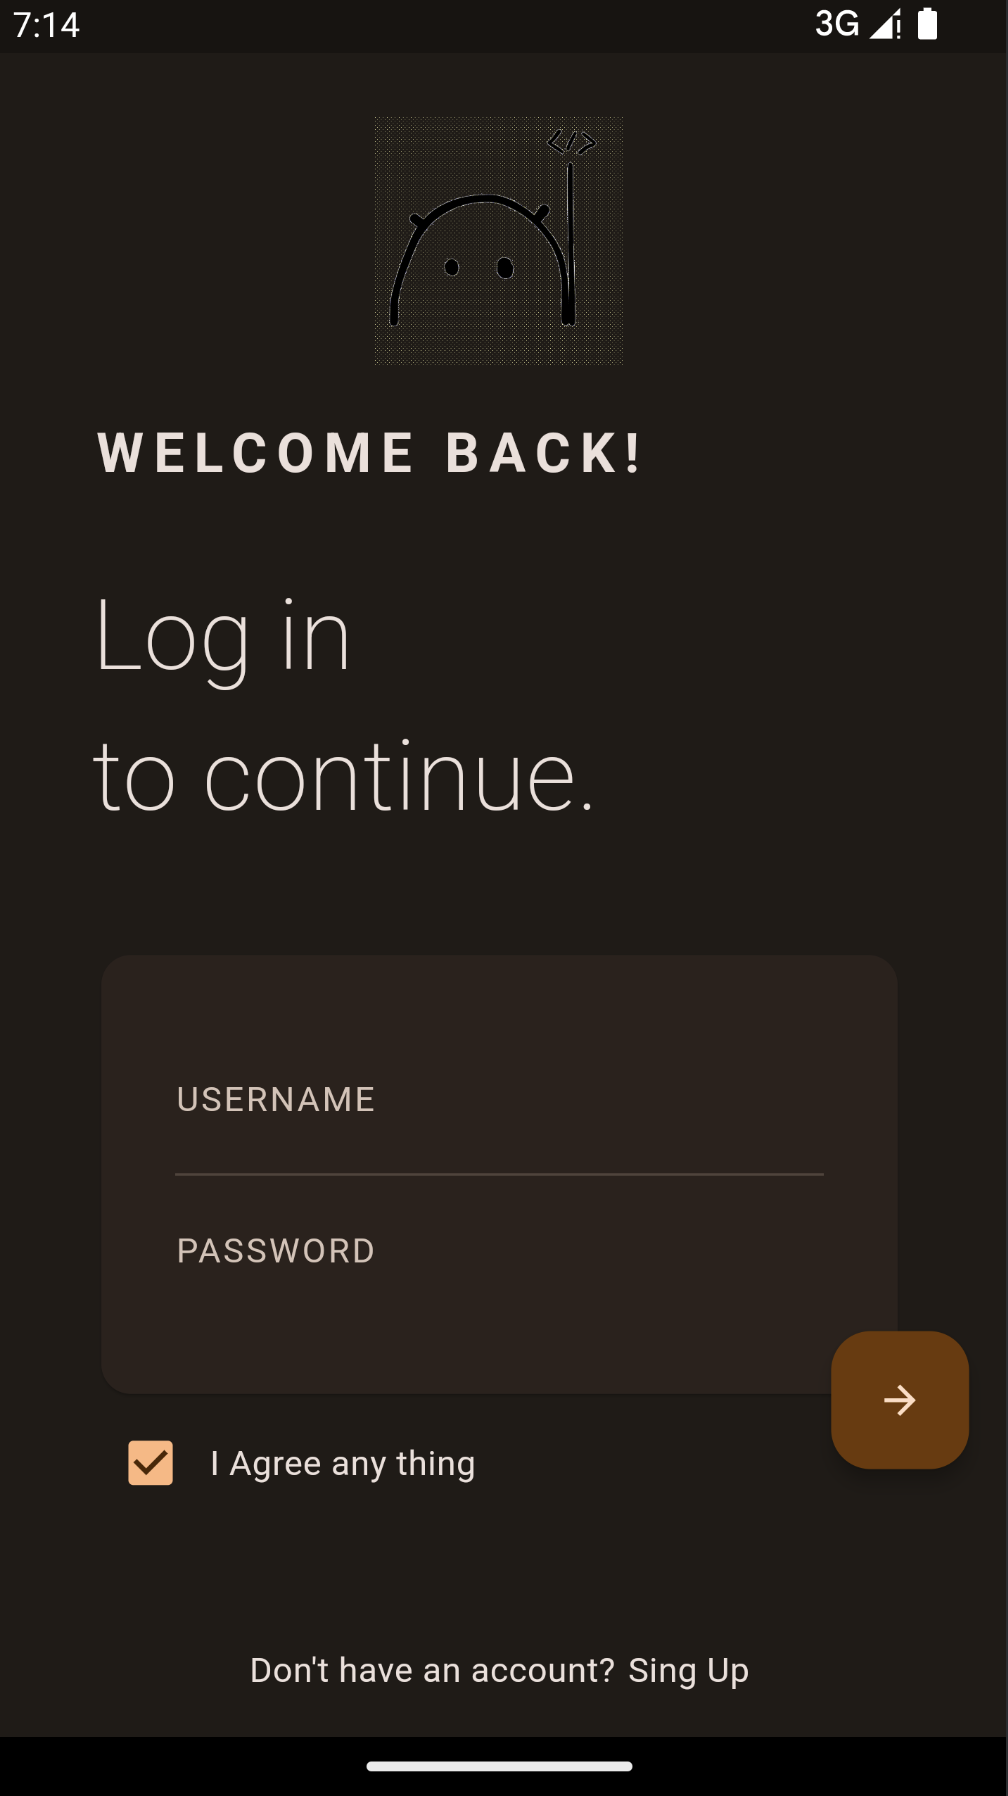 7:14
3G
</>
WELCOME BACK!
Log in
to continue.
USERNAME
PASSWORD
I Agree any thing
Don't have an account? Sing Up